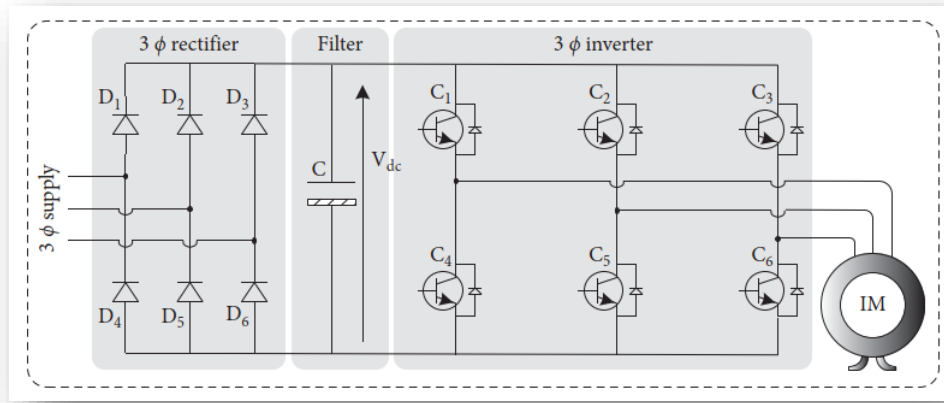 3 ϕ rectifier
Filter
3 ϕ inverter
D₁
D₂
D₃
C₁
C₂
C₃
C
V_dc
3 ϕ supply
C₄
C₅
C₆
D₄
D₅
D₆
IM